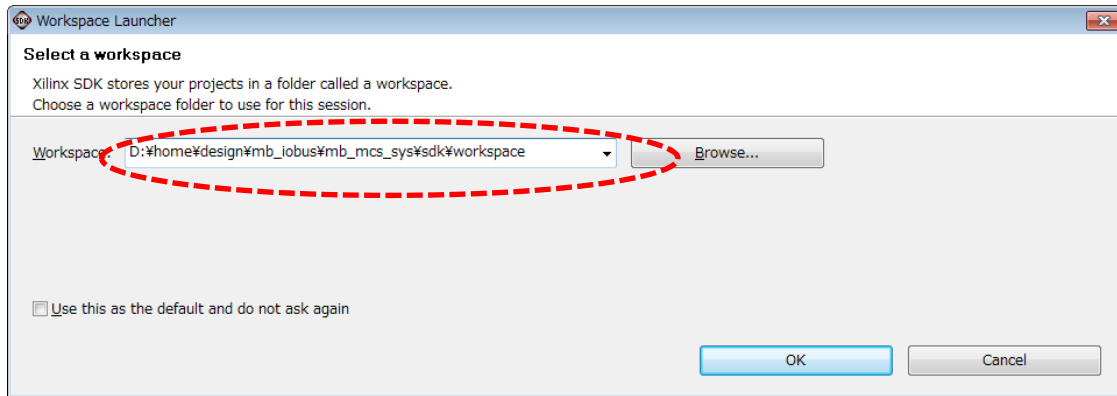 Workspace Launcher
Select a workspace
Xilinx SDK stores your projects in a folder called a workspace.
Choose a workspace folder to use for this session.
Workspace: D:¥home¥design¥mb_iobus¥mb_mcs_sys¥sdk¥workspace Browse...
Use this as the default and do not ask again
OK Cancel